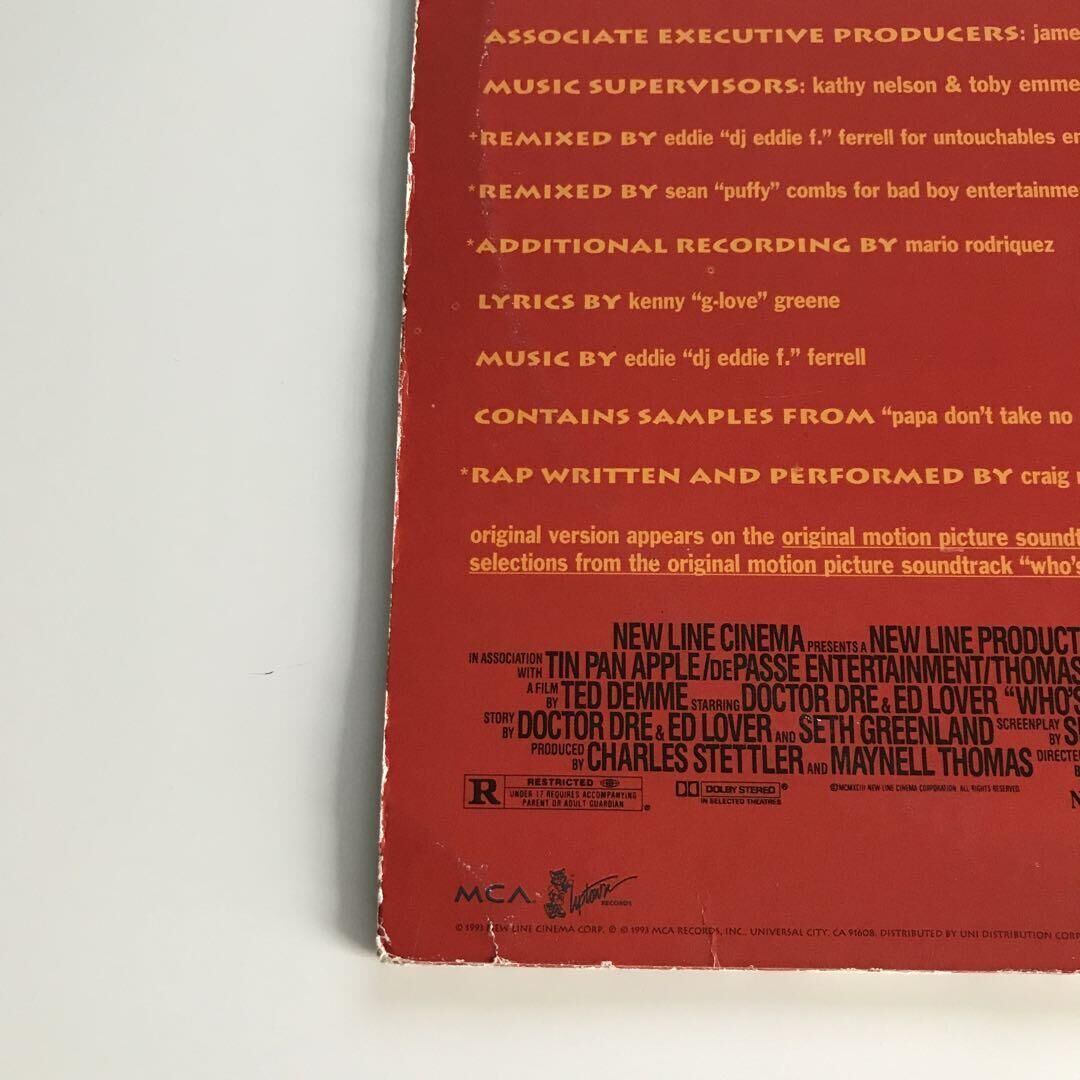 ASSOCIATE EXECUTIVE PRODUCERS: jame
MUSIC SUPERVISORS: kathy nelson & toby emme
+REMIXED BY eddie “dj eddie f.” ferrell for untouchables en
*REMIXED BY sean “puffy” combs for bad boy entertainme
*ADDITIONAL RECORDING BY mario rodriquez
LYRICS BY kenny “g-love” greene
MUSIC BY eddie “dj eddie f.” ferrell
CONTAINS SAMPLES FROM “papa don't take no
*RAP WRITTEN AND PERFORMED BY craig
original version appears on the original motion picture soundt
selections from the original motion picture soundtrack “who's
NEW LINE CINEMA PRESENTS A NEW LINE PRODUCT
IN ASSOCIATION WITH TIN PAN APPLE/DEPASSE ENTERTAINMENT/THOMAS
A FILM BY TED DEMME STARRING DOCTOR DRE & ED LOVER “WHO'S
STORY BY DOCTOR DRE & ED LOVER AND SETH GREENLAND SCREENPLAY BY S
PRODUCED BY CHARLES STETTLER AND MAYNELL THOMAS DIRECTE
R RESTRICTED
UNDER 17 REQUIRES ACCOMPANYING
PARENT OR ADULT GUARDIAN
DOLBY STEREO
IN SELECTED THEATRES
©MCMXCIII NEW LINE CINEMA CORPORATION. ALL RIGHTS RESERVED.
MCA Uptown RECORDS
© 1993 NEW LINE CINEMA CORP. ℗ © 1993 MCA RECORDS, INC., UNIVERSAL CITY, CA 91608. DISTRIBUTED BY UNI DISTRIBUTION CORP